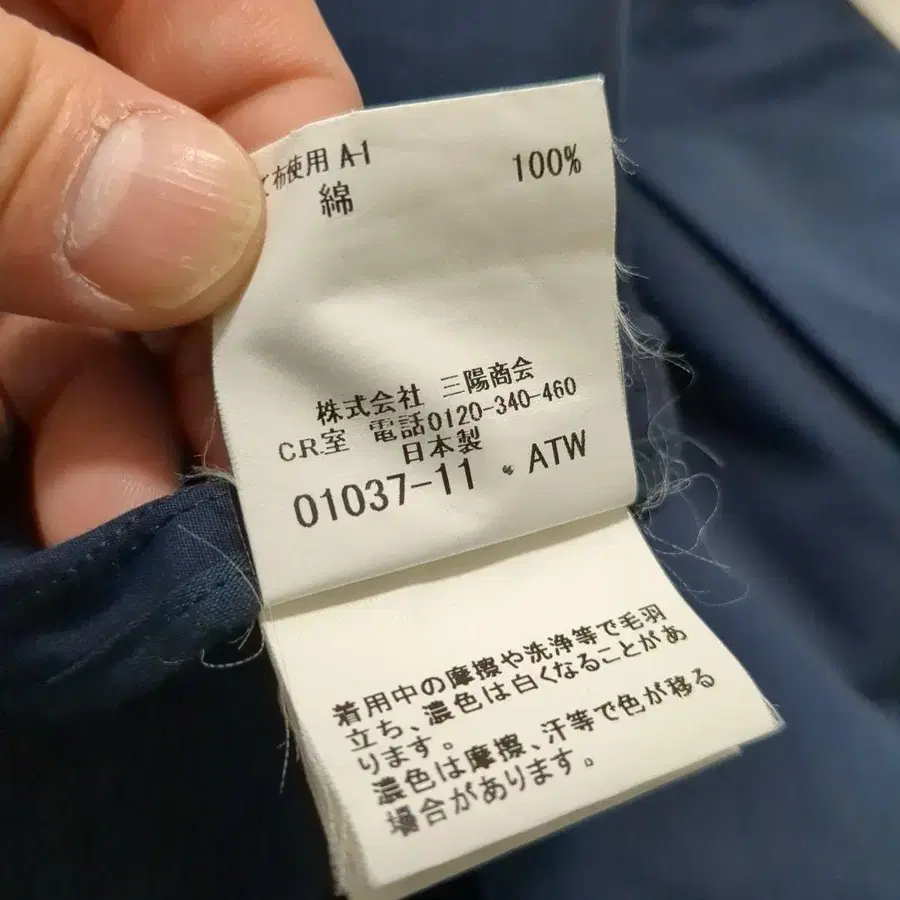 布使用 A-1
綿 100%
株式会社 三陽商会
C.R.室 電話0120-340-460
日本製
01037-11 ・ ATW
着用中の摩擦や洗浄等で毛羽
立ち、濃色は白くなることがあ
ります。
濃色は摩擦、汗等で色が移る
場合があります。